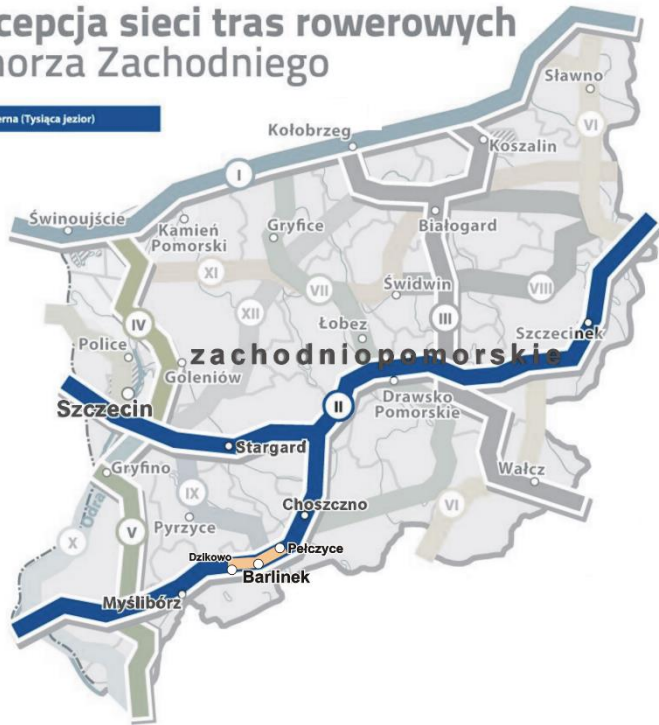 cepcja sieci tras rowerowych
norza Zachodniego
erna (Tysiąca jezior)
Sławno
VI
Kołobrzeg
Koszalin
I
Świnoujście
Kamień
Pomorski
Gryfice
Białogard
XI
VII
Świdwin
VIII
XII
IV
Łobez
III
Szczecinek
Police
zachodniopomorskie
Goleniów
Szczecin
II
Drawsko
Pomorskie
Stargard
Gryfino
Wałcz
IX
Choszczno
VI
Odra
Pyrzyce
V
X
Pełczyce
Dzikowo
Barlinek
Myślibórz